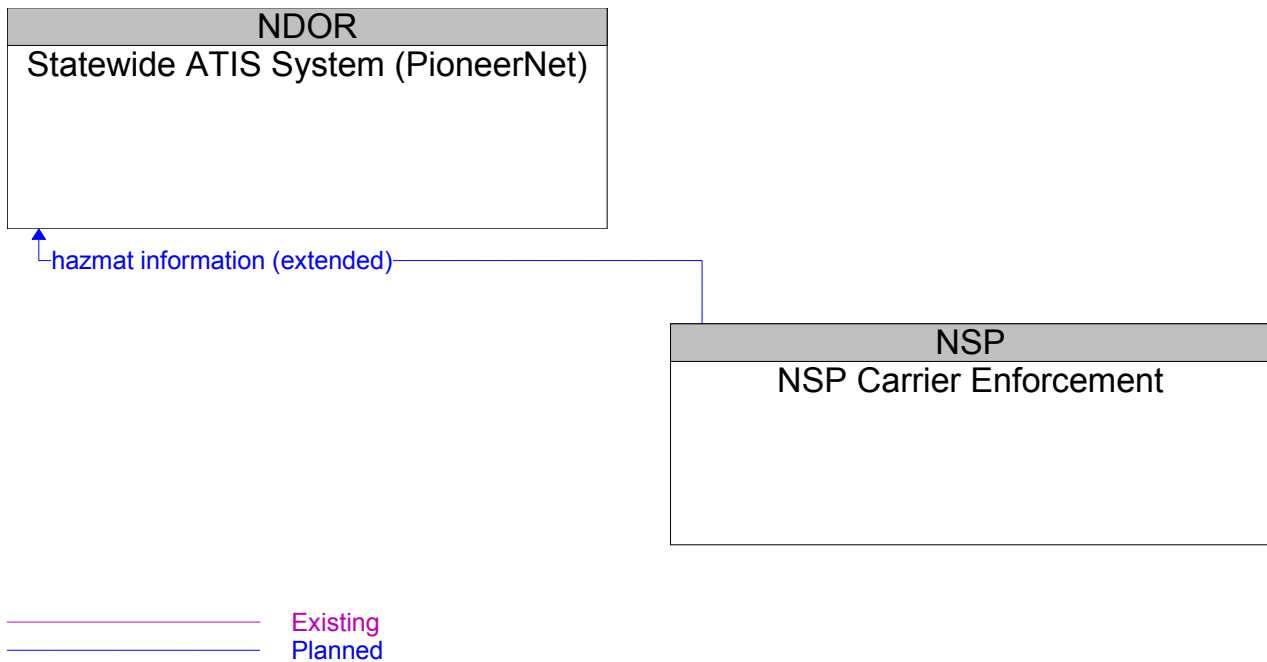 NDOR
Statewide ATIS System (PioneerNet)
hazmat information (extended)
NSP
NSP Carrier Enforcement
Existing
Planned